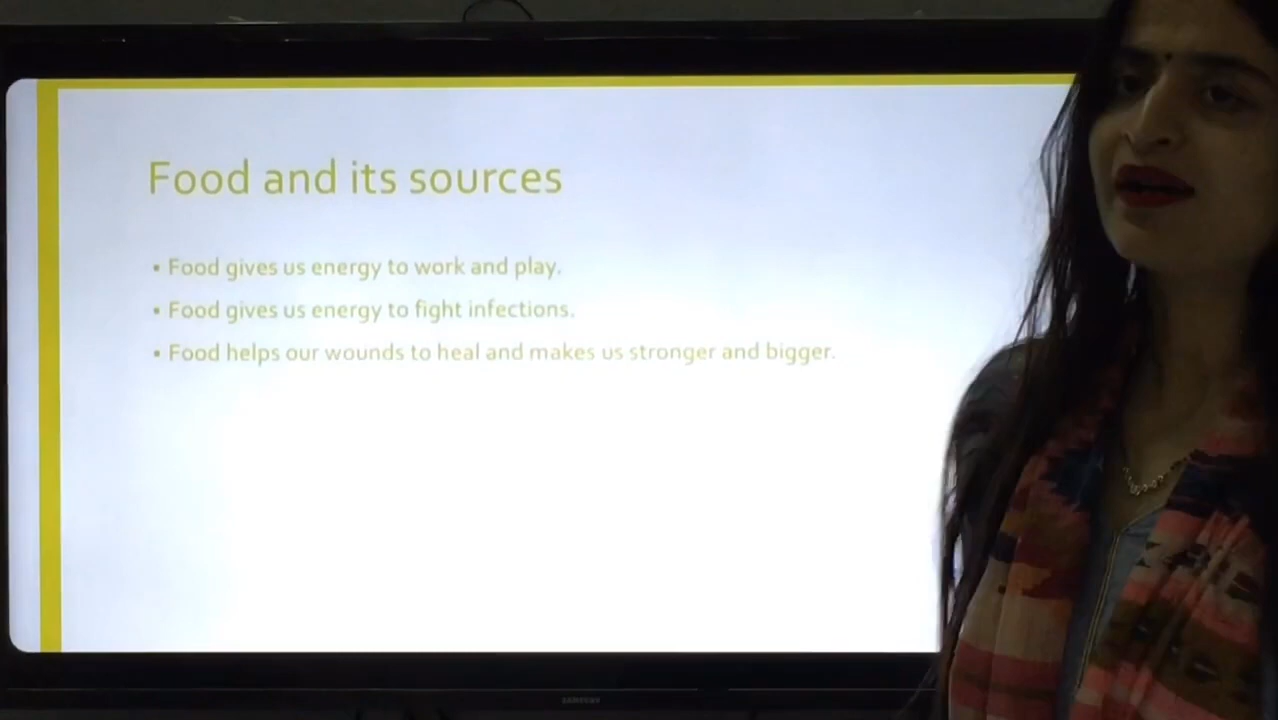 Food and its sources
▪ Food gives us energy to work and play.
▪ Food gives us energy to fight infections.
▪ Food helps our wounds to heal and makes us stronger and bigger.
SAMSUNG